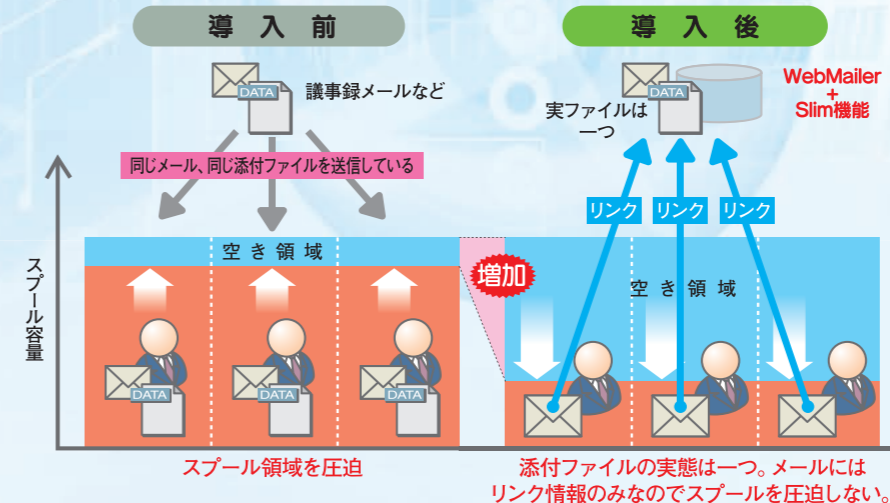 導入前
DATA
議事録メールなど
同じメール、同じ添付ファイルを送信している
スプール容量
空き領域
DATA
DATA
DATA
スプール領域を圧迫
増加
導入後
DATA
実ファイルは
一つ
WebMailer
+
Slim機能
リンク
リンク
リンク
空き領域
添付ファイルの実態は一つ。メールには
リンク情報のみなのでスプールを圧迫しない。